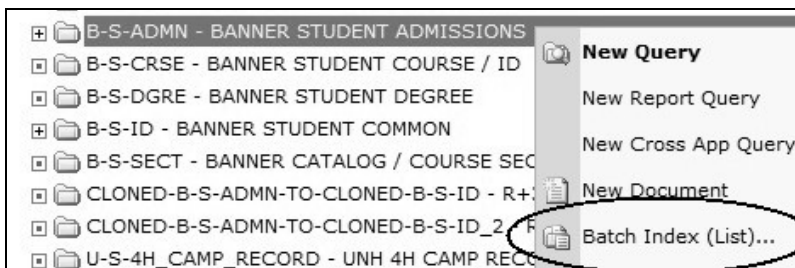 B-S-ADMN - BANNER STUDENT ADMISSIONS
B-S-CRSE - BANNER STUDENT COURSE / ID
B-S-DGRE - BANNER STUDENT DEGREE
B-S-ID - BANNER STUDENT COMMON
B-S-SECT - BANNER CATALOG / COURSE SEC
CLONED-B-S-ADMN-TO-CLONED-B-S-ID - R+
CLONED-B-S-ADMN-TO-CLONED-B-S-ID_2
U-S-4H_CAMP_RECORD - UNH 4H CAMP RECO
New Query
New Report Query
New Cross App Query
New Document
Batch Index (List)...